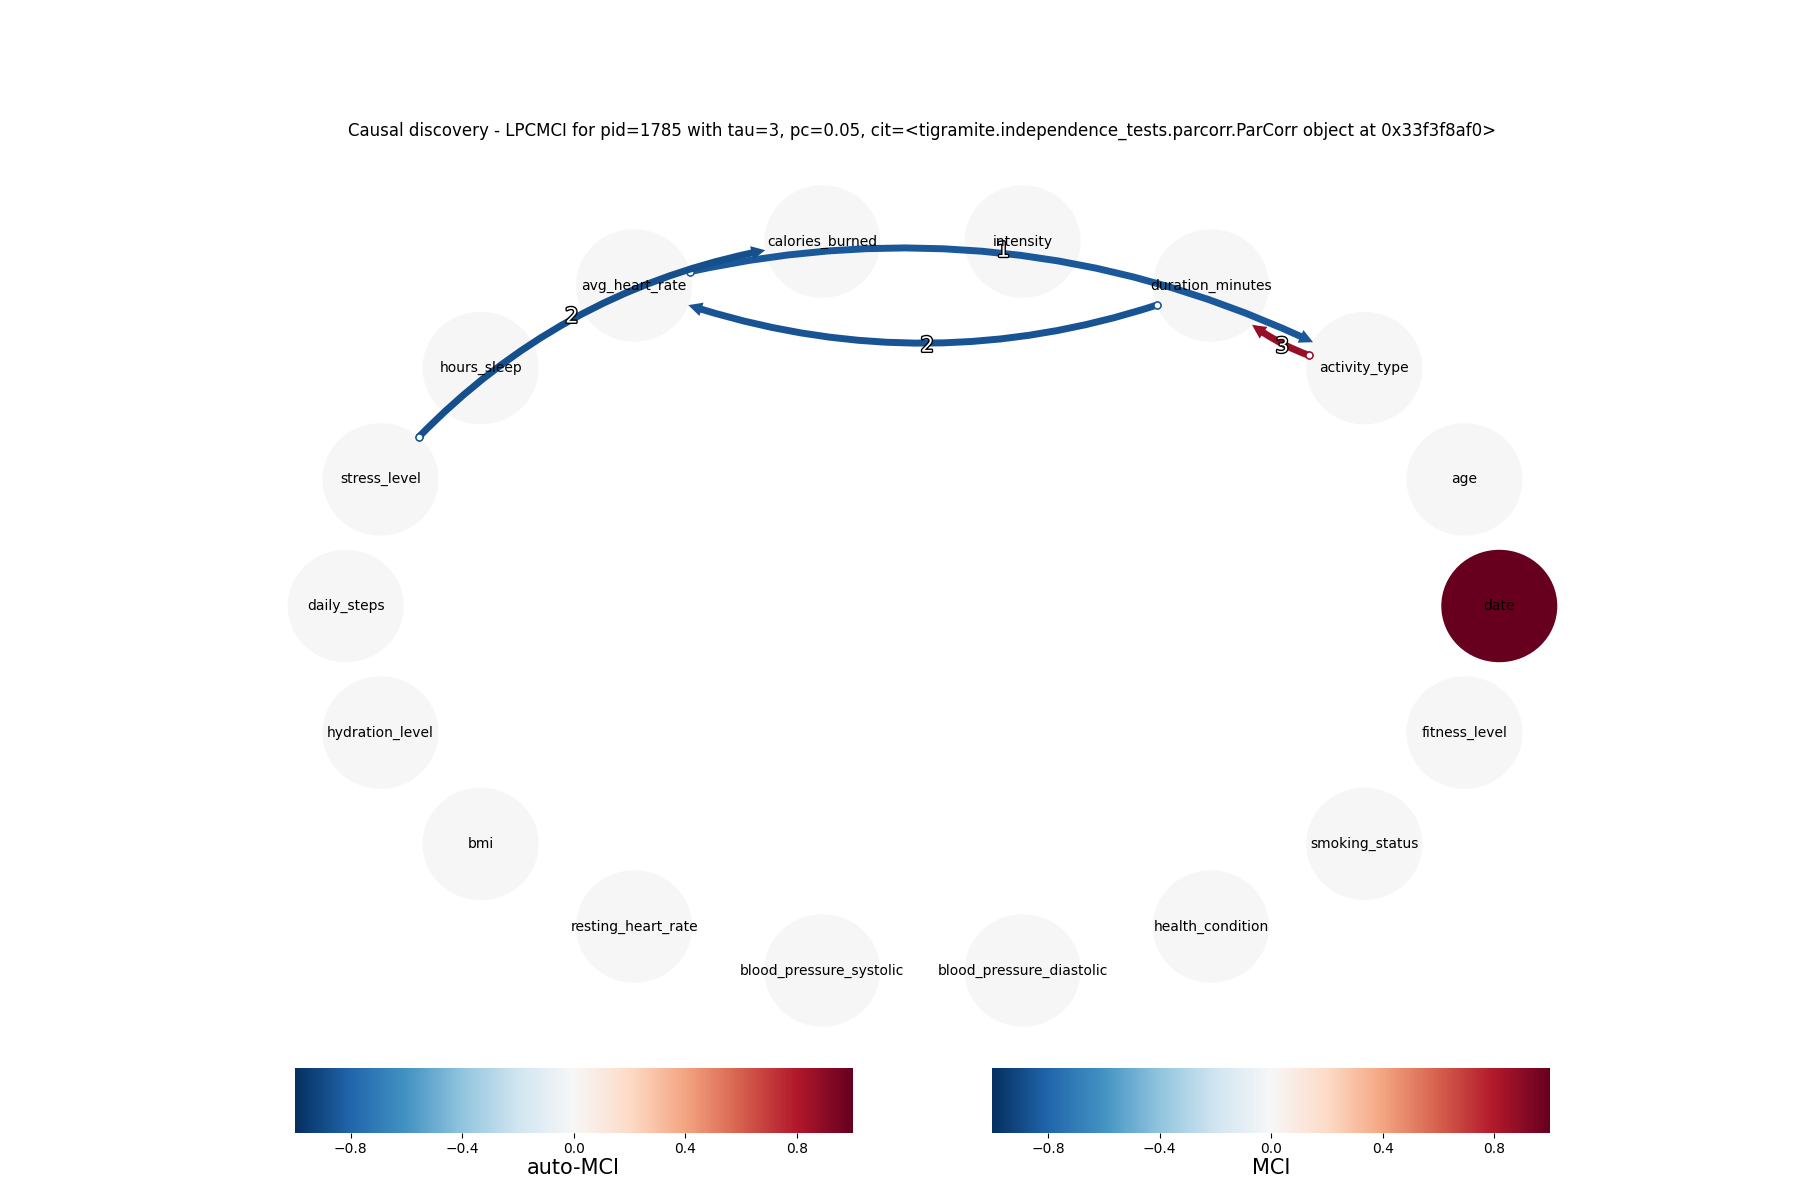 Causal discovery - LPCMCI for pid=1785 with tau=3, pc=0.05, cit=<tigramite.independence_tests.parcorr.ParCorr object at 0x33f3f8af0>
calories_burned
intensity
1
avg_heart_rate
duration_minutes
2
2
3
hours_sleep
activity_type
stress_level
age
daily_steps
date
hydration_level
fitness_level
bmi
smoking_status
resting_heart_rate
health_condition
blood_pressure_systolic
blood_pressure_diastolic
−0.8 −0.4 0.0 0.4 0.8
auto-MCI
−0.8 −0.4 0.0 0.4 0.8
MCI